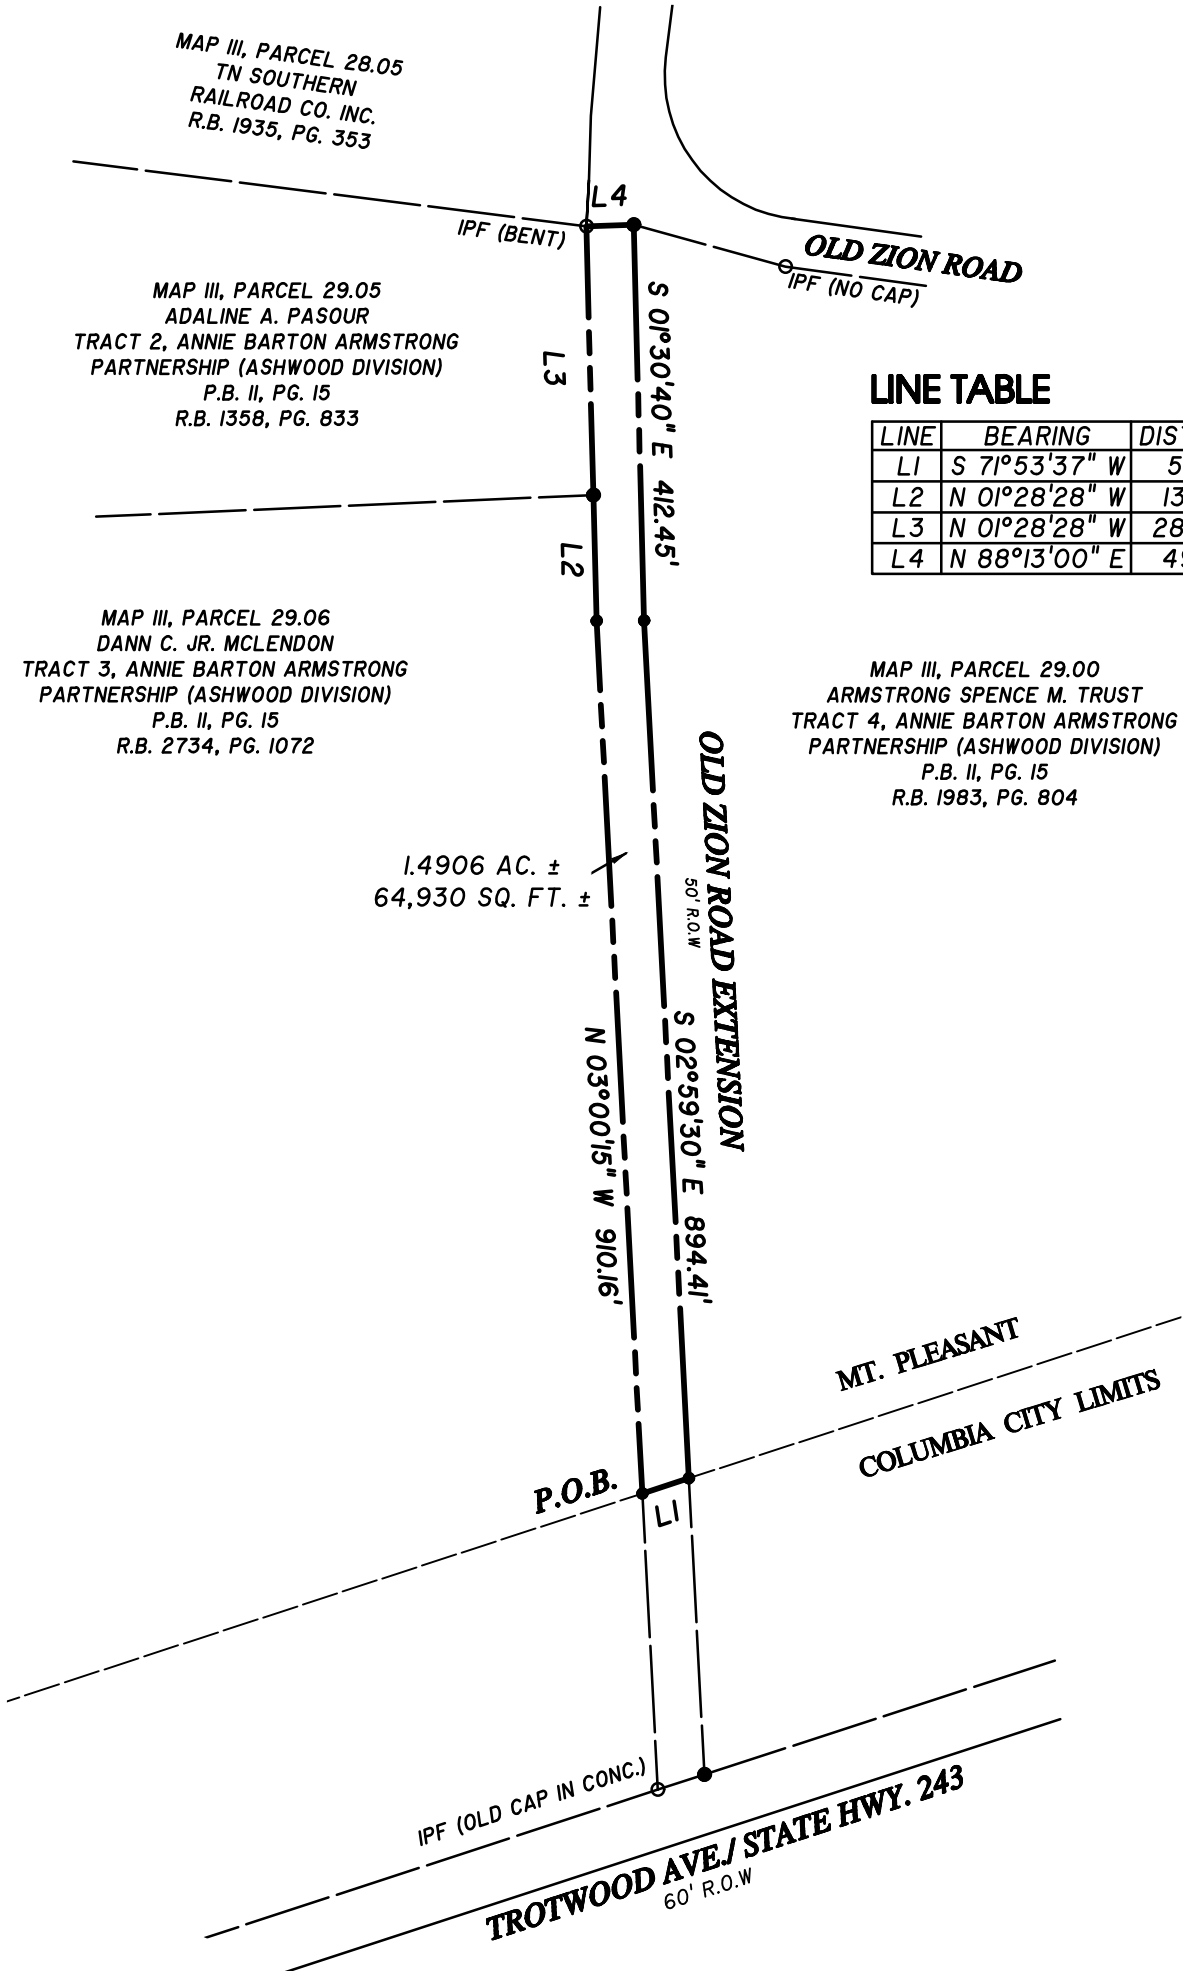 MAP III, PARCEL 28.05
TN SOUTHERN
RAILROAD CO. INC.
R.B. 1935, PG. 353
L4
IPF (BENT)
OLD ZION ROAD
IPF (NO CAP)
MAP III, PARCEL 29.05
ADALINE A. PASOUR
TRACT 2, ANNIE BARTON ARMSTRONG
PARTNERSHIP (ASHWOOD DIVISION)
P.B. II, PG. 15
R.B. 1358, PG. 833
L3
S 01°30'40" E 412.45'
LINE TABLE
LINE BEARING DIS
L1 S 71°53'37" W 5
L2 N 01°28'28" W 13
L3 N 01°28'28" W 28
L4 N 88°13'00" E 4
L2
MAP III, PARCEL 29.06
DANN C. JR. MCLENDON
TRACT 3, ANNIE BARTON ARMSTRONG
PARTNERSHIP (ASHWOOD DIVISION)
P.B. II, PG. 15
R.B. 2734, PG. 1072
MAP III, PARCEL 29.00
ARMSTRONG SPENCE M. TRUST
TRACT 4, ANNIE BARTON ARMSTRONG
PARTNERSHIP (ASHWOOD DIVISION)
P.B. II, PG. 15
R.B. 1983, PG. 804
OLD ZION ROAD EXTENSION
50' R.O.W
1.4906 AC. ±
64,930 SQ. FT. ±
N 03°00'15" W 910.16'
S 02°59'30" E 894.41'
MT. PLEASANT
COLUMBIA CITY LIMITS
P.O.B.
L1
IPF (OLD CAP IN CONC.)
TROTWOOD AVE./ STATE HWY. 243
60' R.O.W